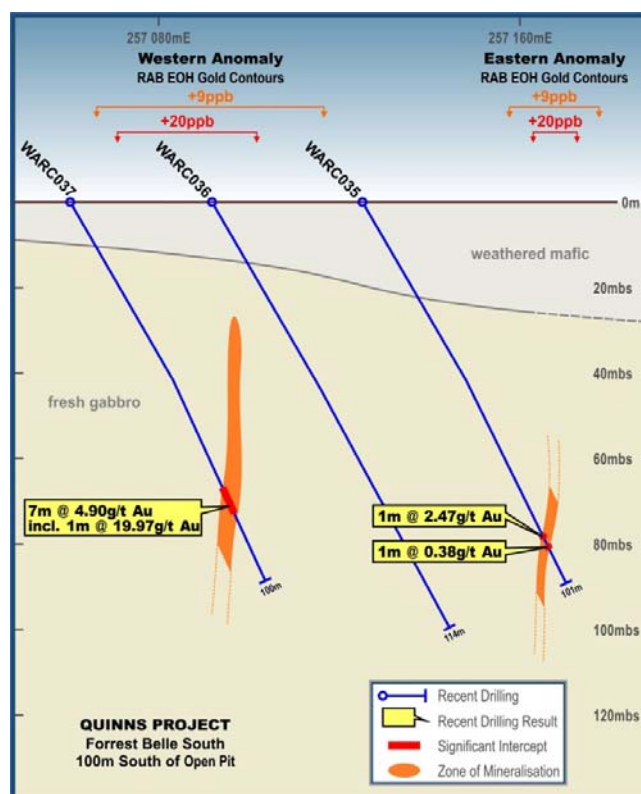 257 080mE
257 160mE
Western Anomaly
RAB EOH Gold Contours
Eastern Anomaly
RAB EOH Gold Contours
+9ppb
+9ppb
+20ppb
+20ppb
WARC037
WARC036
WARC035
0m
weathered mafic
20mbs
40mbs
fresh gabbro
60mbs
7m @ 4.90g/t Au
incl. 1m @ 19.97g/t Au
1m @ 2.47g/t Au
1m @ 0.38g/t Au
80mbs
100m
101m
114m
100mbs
QUINNS PROJECT
Forrest Belle South
100m South of Open Pit
120mbs
Recent Drilling
Recent Drilling Result
Significant Intercept
Zone of Mineralisation